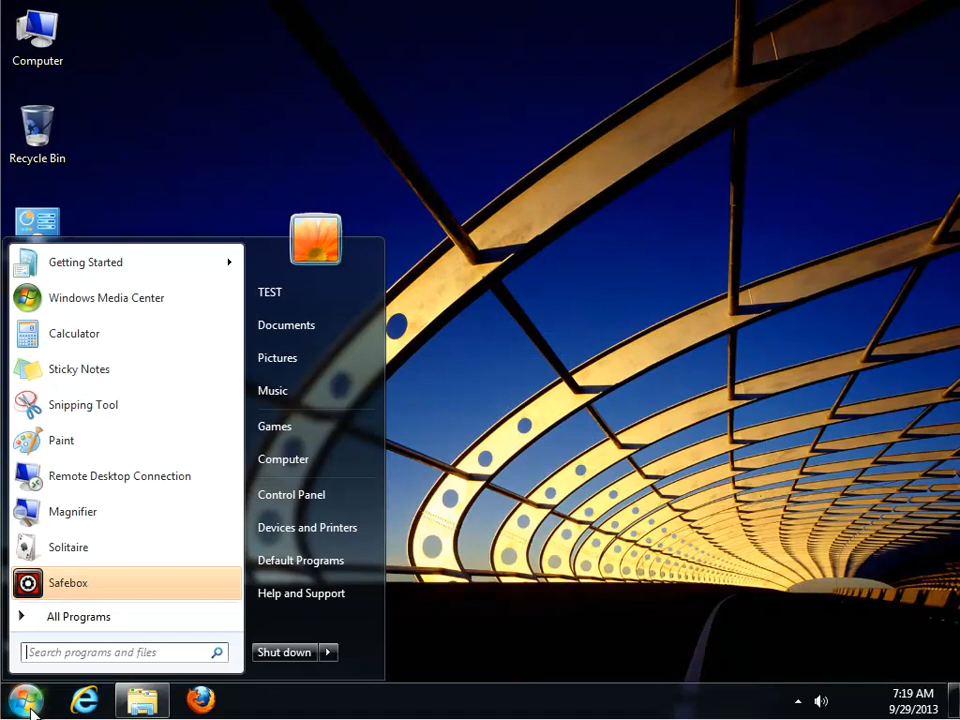 Computer
Recycle Bin
Getting Started
Windows Media Center
Calculator
Sticky Notes
Snipping Tool
Paint
Remote Desktop Connection
Magnifier
Solitaire
Safebox
All Programs
Search programs and files
TEST
Documents
Pictures
Music
Games
Computer
Control Panel
Devices and Printers
Default Programs
Help and Support
Shut down
7:19 AM
9/29/2013